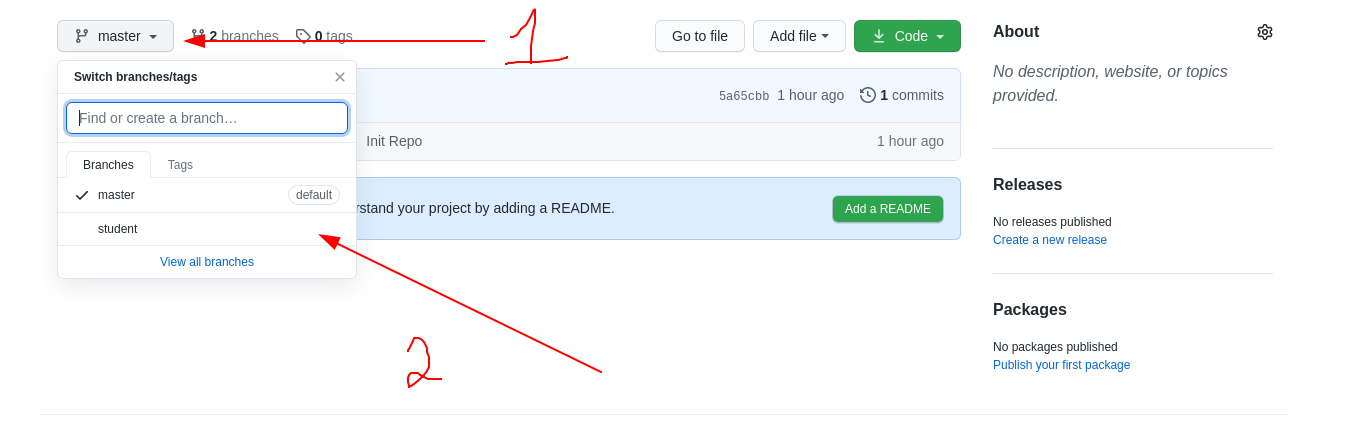 master
2 branches
0 tags
Go to file
Add file
Code
1
Switch branches/tags
Find or create a branch…
Branches
Tags
master
default
student
View all branches
5a65cbb 1 hour ago
1 commits
Init Repo
1 hour ago
rstand your project by adding a README.
Add a README
2
About
No description, website, or topics
provided.
Releases
No releases published
Create a new release
Packages
No packages published
Publish your first package